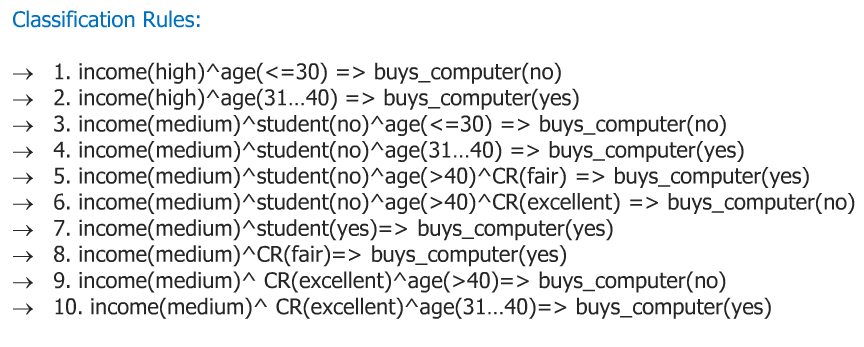 Classification Rules:
→ 1. income(high)^age(<=30) => buys_computer(no)
→ 2. income(high)^age(31...40) => buys_computer(yes)
→ 3. income(medium)^student(no)^age(<=30) => buys_computer(no)
→ 4. income(medium)^student(no)^age(31...40) => buys_computer(yes)
→ 5. income(medium)^student(no)^age(>40)^CR(fair) => buys_computer(yes)
→ 6. income(medium)^student(no)^age(>40)^CR(excellent) => buys_computer(no)
→ 7. income(medium)^student(yes)=> buys_computer(yes)
→ 8. income(medium)^CR(fair)=> buys_computer(yes)
→ 9. income(medium)^ CR(excellent)^age(>40)=> buys_computer(no)
→ 10. income(medium)^ CR(excellent)^age(31...40)=> buys_computer(yes)